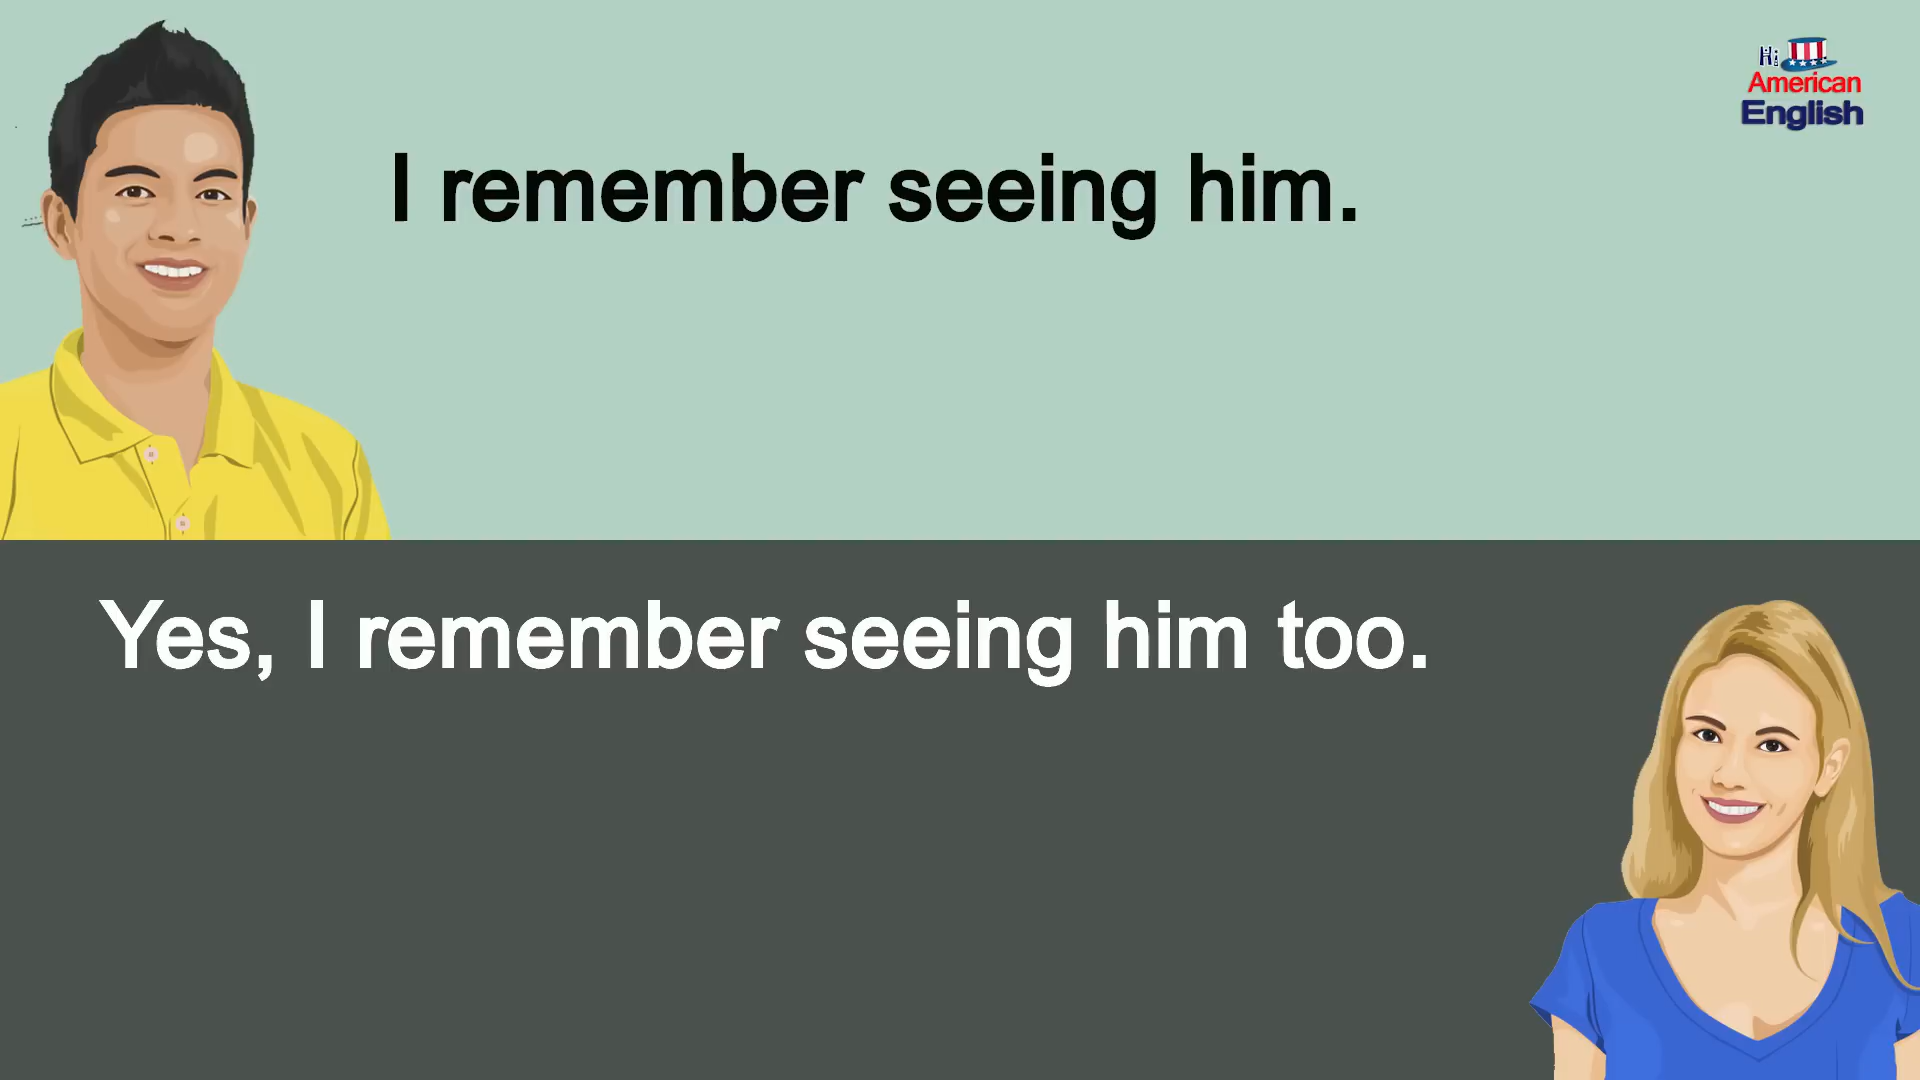 Hi
American
English
I remember seeing him.
Yes, I remember seeing him too.